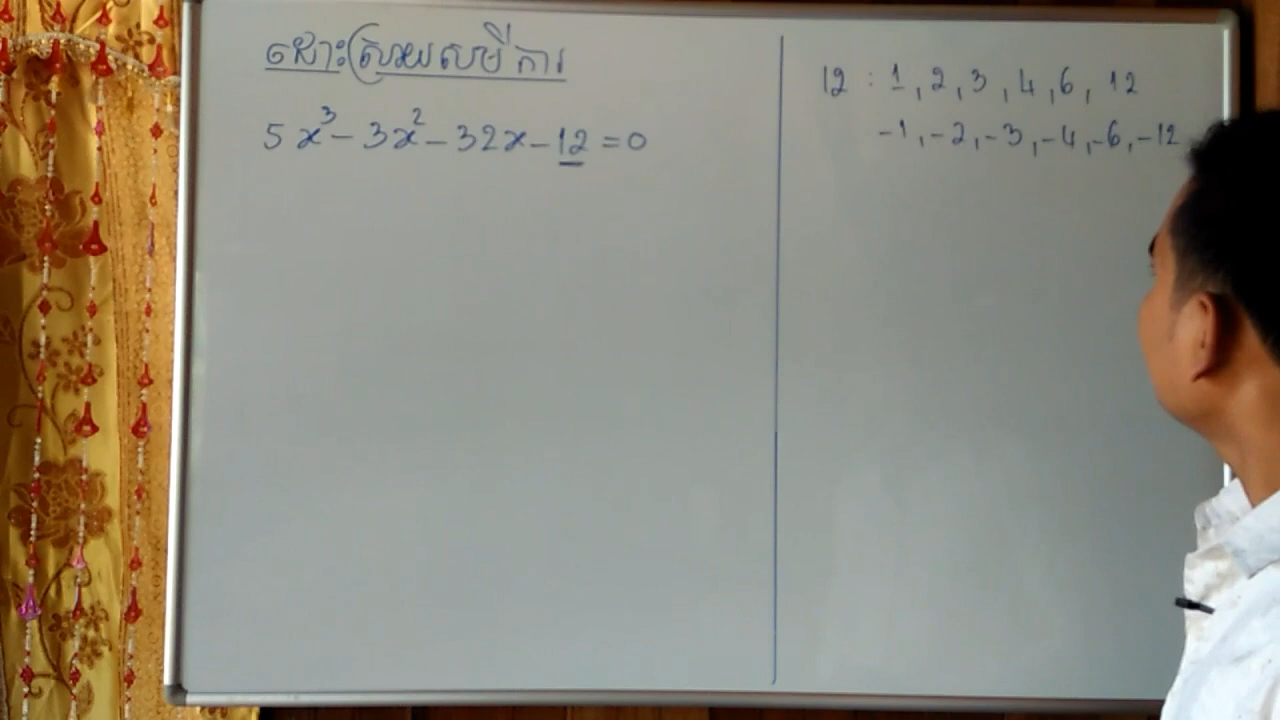 ដោះស្រាយសមីការ
5x³ - 3x² - 32x - 12 = 0
12 : 1, 2, 3, 4, 6, 12
-1, -2, -3, -4, -6, -12